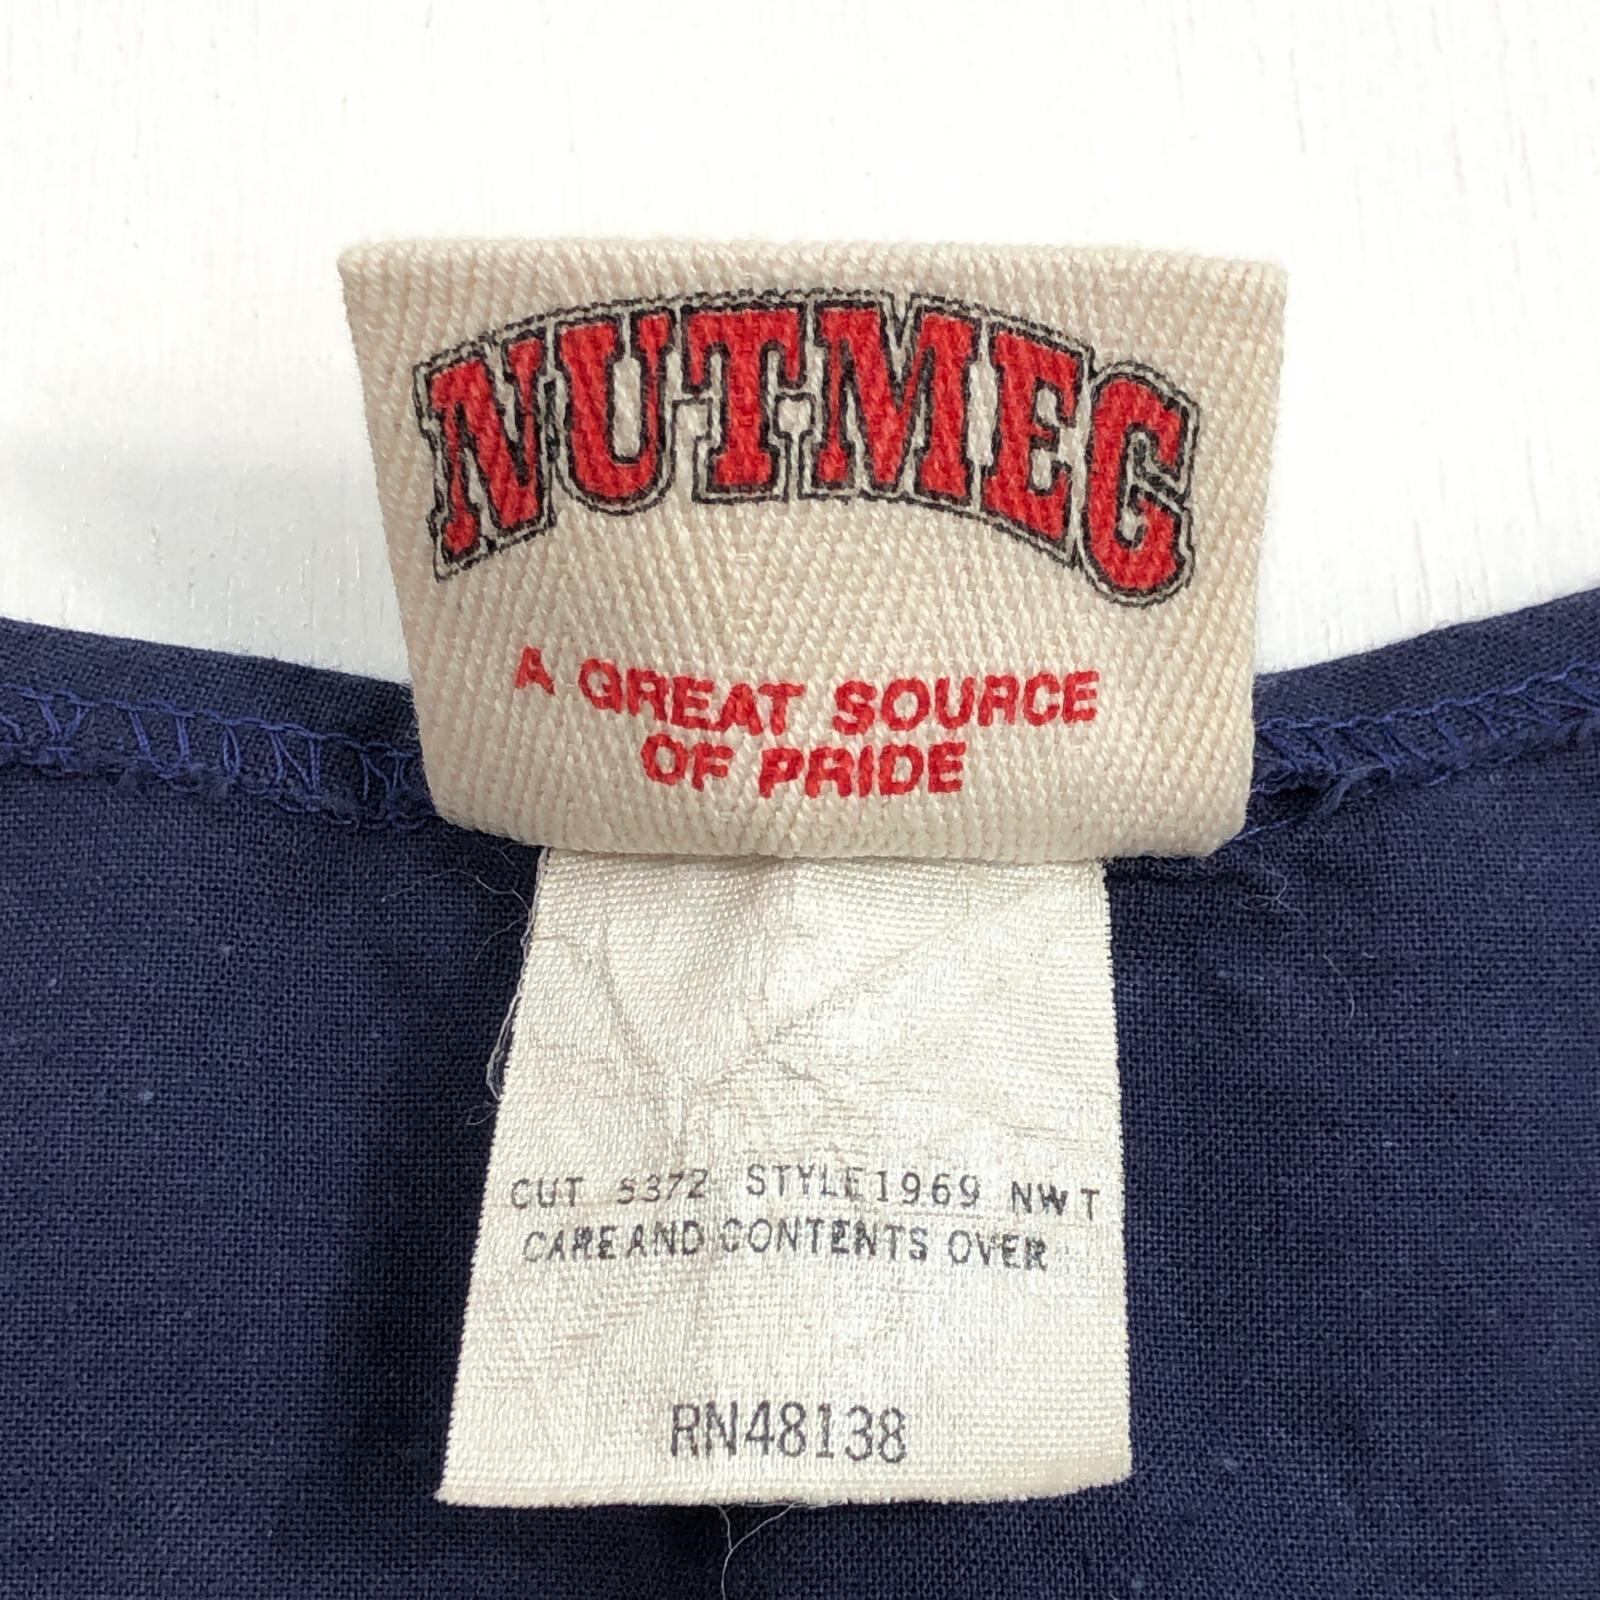 NUTMEG
A GREAT SOURCE
OF PRIDE
CUT 5372 STYLE1969 NWT
CARE AND CONTENTS OVER
RN48138